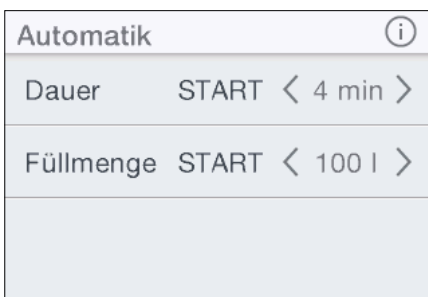 Automatik
Dauer START < 4 min >
Füllmenge START < 100 l >